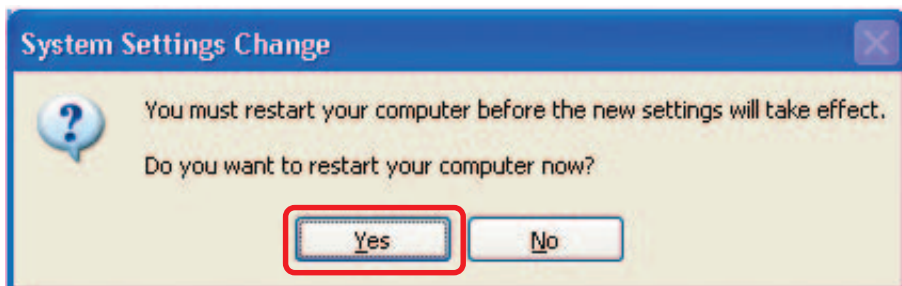 System Settings Change
You must restart your computer before the new settings will take effect.
Do you want to restart your computer now?
Yes No